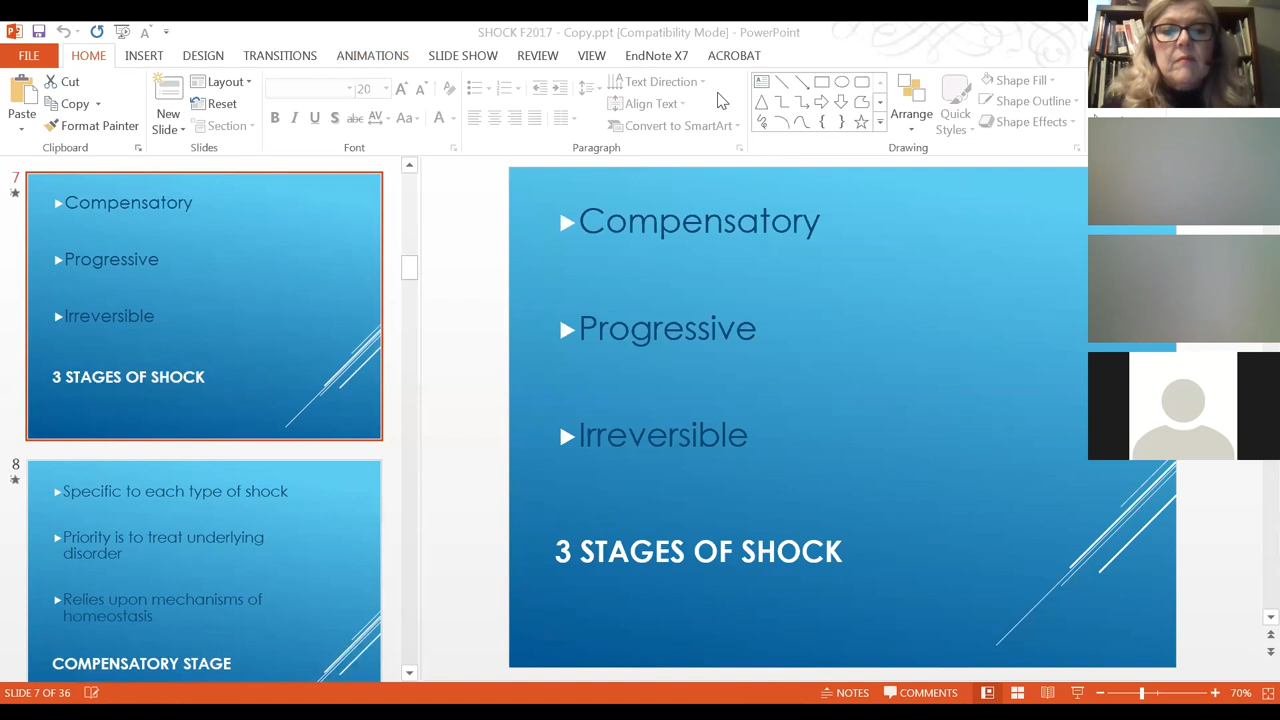 SHOCK F2017 - Copy.ppt [Compatibility Mode] - PowerPoint
FILE HOME INSERT DESIGN TRANSITIONS ANIMATIONS SLIDE SHOW REVIEW VIEW EndNote X7 ACROBAT
Paste
Cut
Copy
Format Painter
Clipboard
New
Slide
Layout
Reset
Section
Slides
20
Font
Text Direction
Align Text
Convert to SmartArt
Paragraph
Arrange
Quick
Styles
Shape Fill
Shape Outline
Shape Effects
Drawing
7
Compensatory
Progressive
Irreversible
3 STAGES OF SHOCK
8
Specific to each type of shock
Priority is to treat underlying
disorder
Relies upon mechanisms of
homeostasis
COMPENSATORY STAGE
Compensatory
Progressive
Irreversible
3 STAGES OF SHOCK
SLIDE 7 OF 36
NOTES COMMENTS 70%